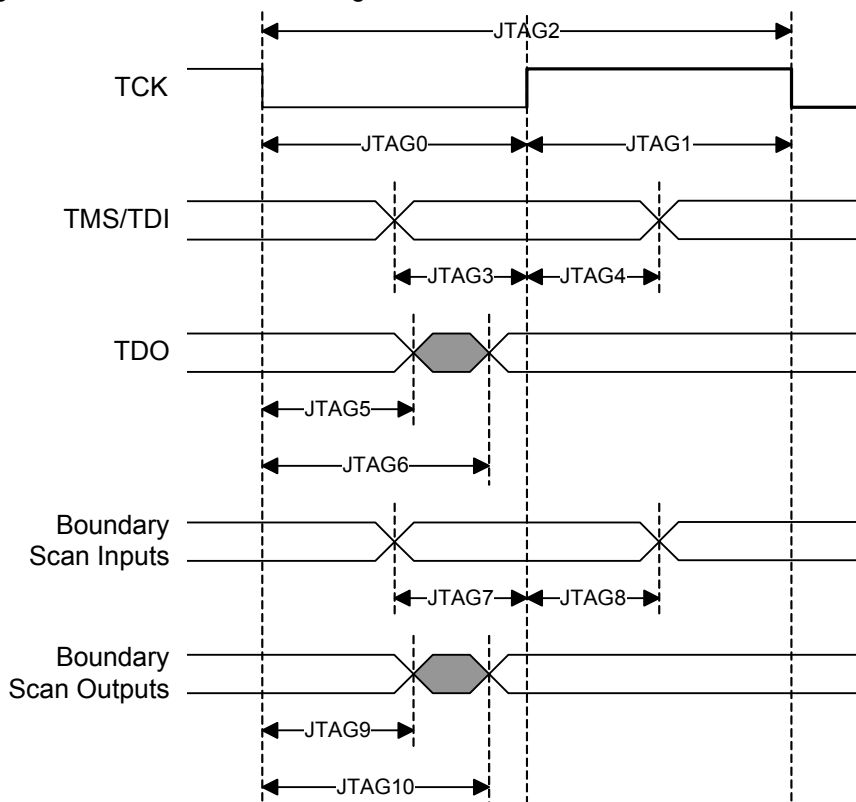 JTAG2
TCK
JTAG0
JTAG1
TMS/TDI
JTAG3
JTAG4
TDO
JTAG5
JTAG6
Boundary
Scan Inputs
JTAG7
JTAG8
Boundary
Scan Outputs
JTAG9
JTAG10